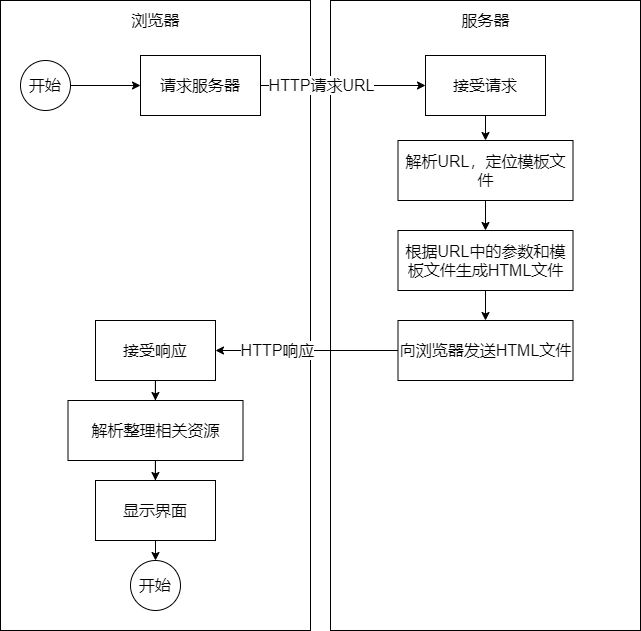 浏览器
服务器
开始
请求服务器
HTTP请求URL
接受请求
解析URL，定位模板文
件
根据URL中的参数和模
板文件生成HTML文件
接受响应
HTTP响应
向浏览器发送HTML文件
解析整理相关资源
显示界面
开始